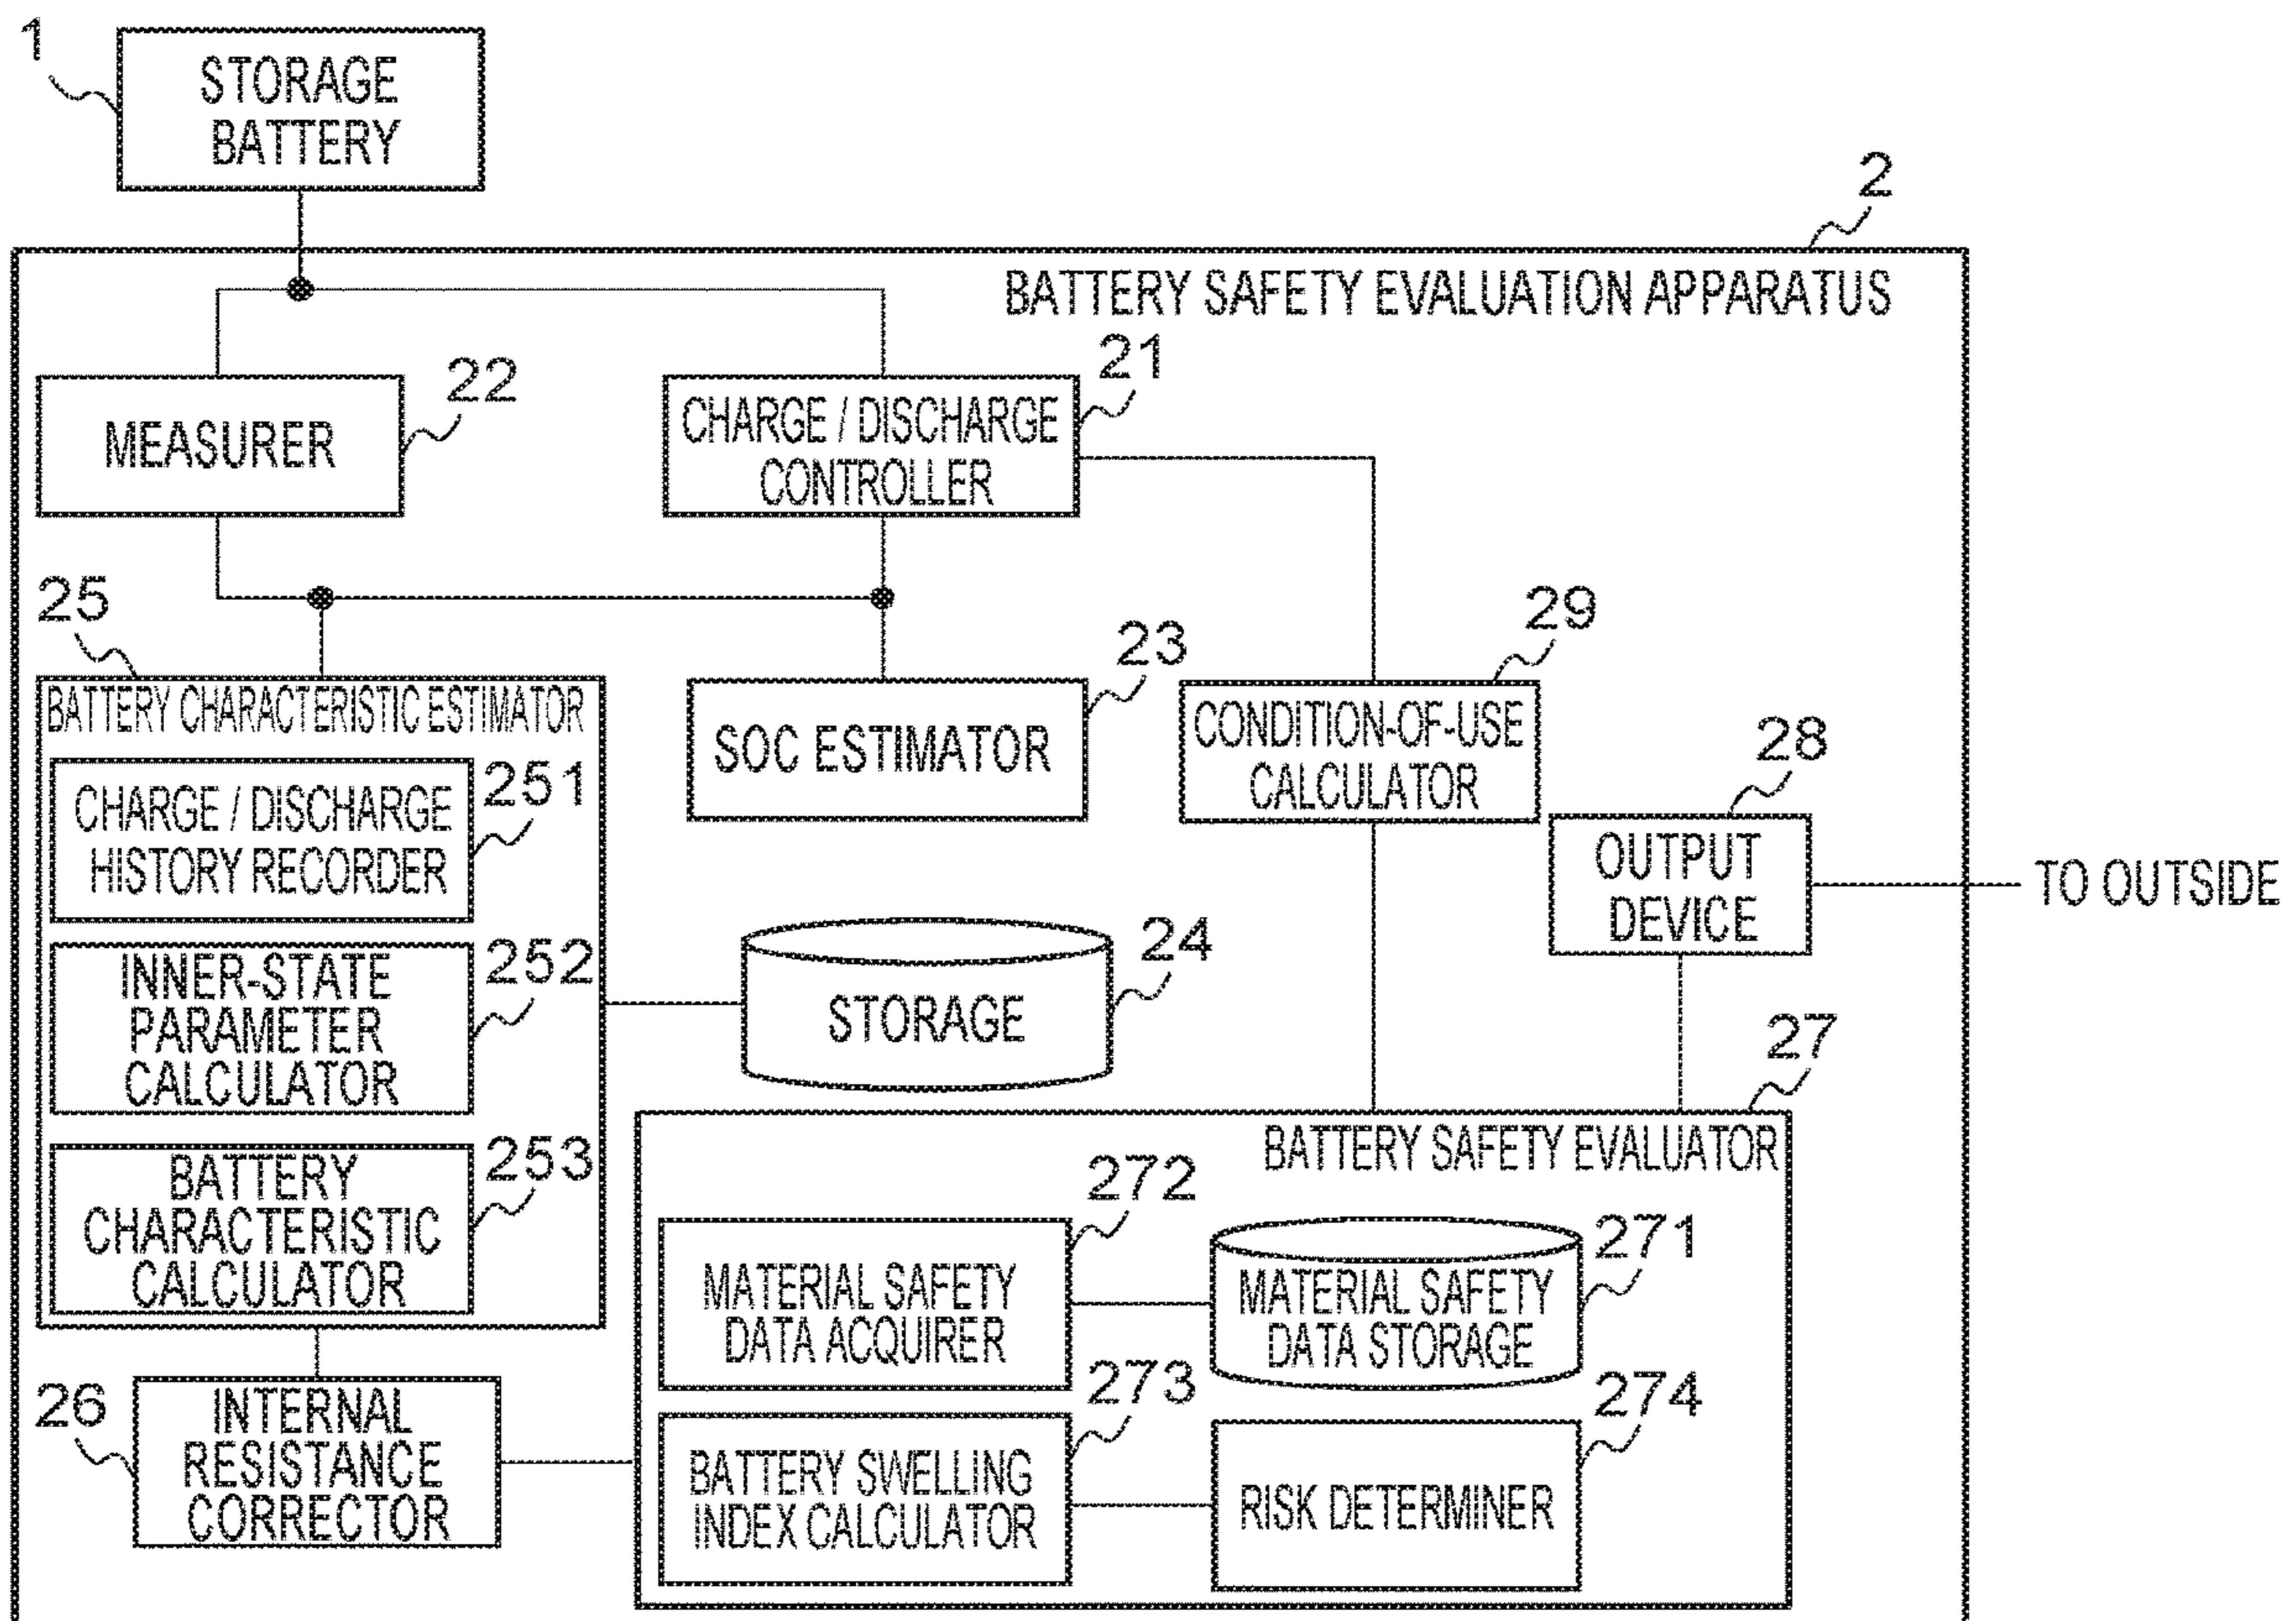 1
STORAGE
BATTERY
2
BATTERY SAFETY EVALUATION APPARATUS
22
MEASURER
21
CHARGE / DISCHARGE
CONTROLLER
25
BATTERY CHARACTERISTIC ESTIMATOR
251
CHARGE / DISCHARGE
HISTORY RECORDER
252
INNER-STATE
PARAMETER
CALCULATOR
253
BATTERY
CHARACTERISTIC
CALCULATOR
23
SOC ESTIMATOR
29
CONDITION-OF-USE
CALCULATOR
28
OUTPUT
DEVICE
TO OUTSIDE
24
STORAGE
27
BATTERY SAFETY EVALUATOR
272
MATERIAL SAFETY
DATA ACQUIRER
271
MATERIAL SAFETY
DATA STORAGE
26
INTERNAL
RESISTANCE
CORRECTOR
273
BATTERY SWELLING
INDEX CALCULATOR
274
RISK DETERMINER